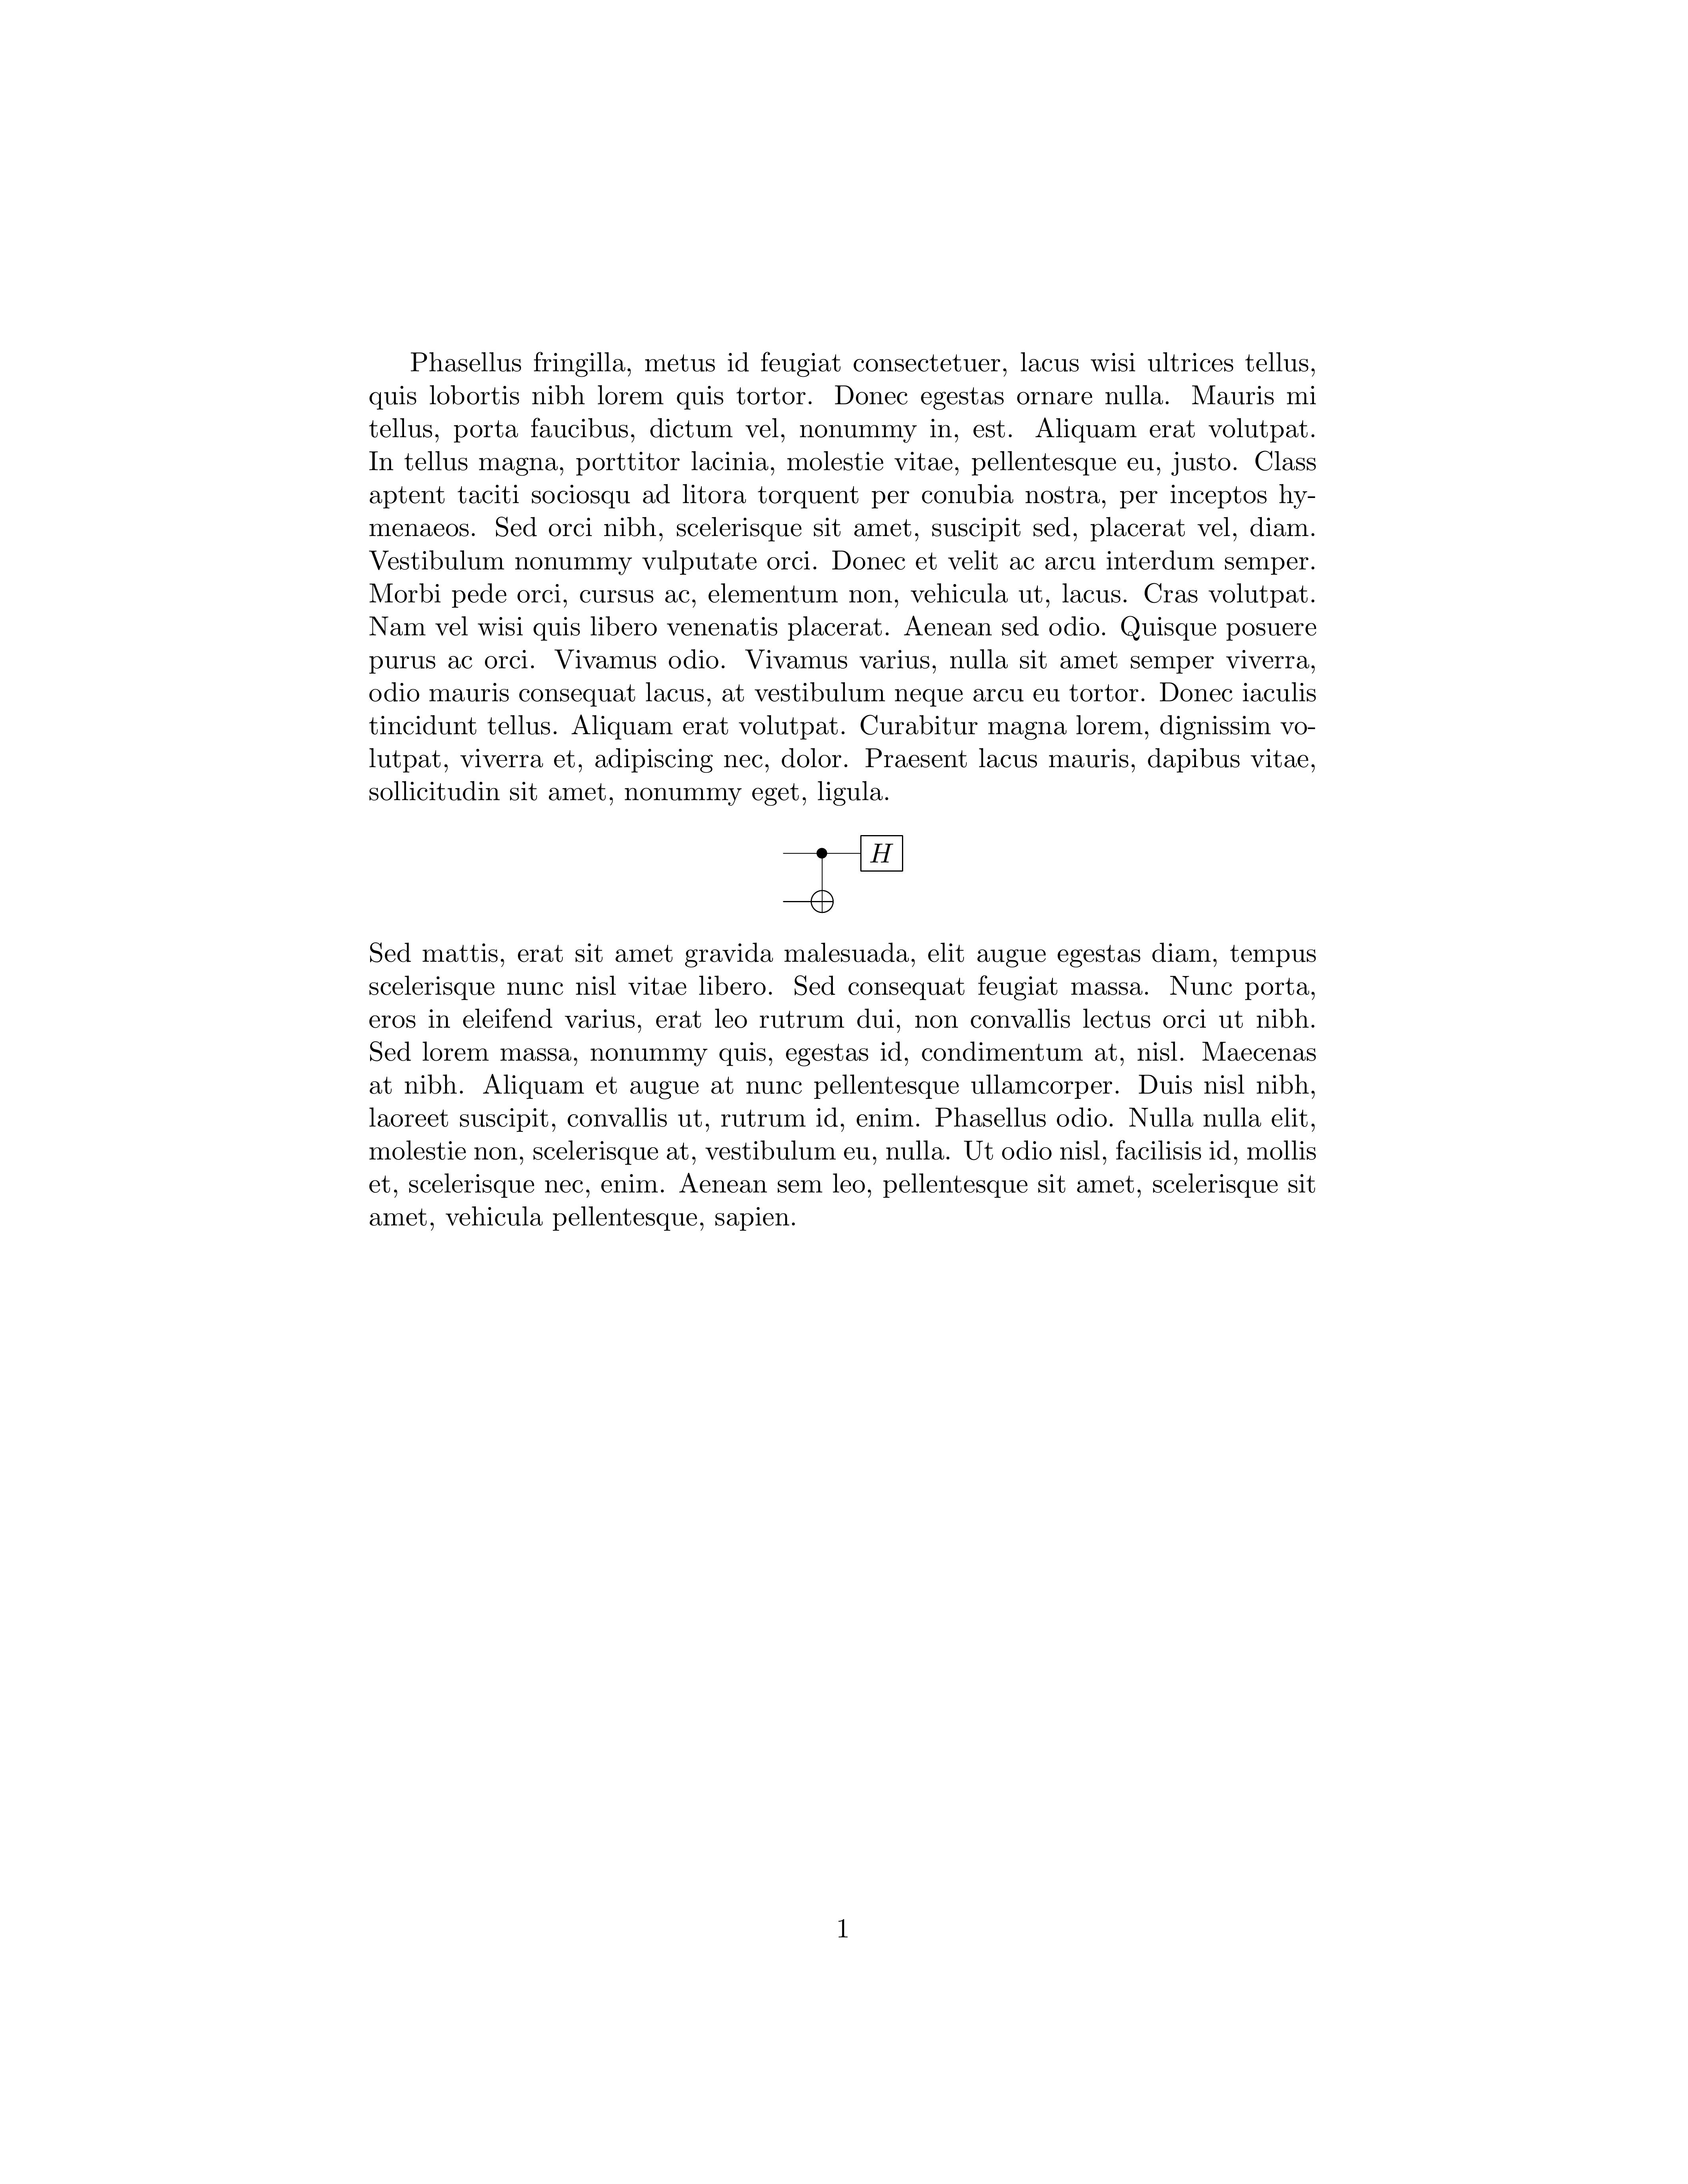 Phasellus fringilla, metus id feugiat consectetuer, lacus wisi ultrices tellus,
quis lobortis nibh lorem quis tortor. Donec egestas ornare nulla. Mauris mi
tellus, porta faucibus, dictum vel, nonummy in, est. Aliquam erat volutpat.
In tellus magna, porttitor lacinia, molestie vitae, pellentesque eu, justo. Class
aptent taciti sociosqu ad litora torquent per conubia nostra, per inceptos hy-
menaeos. Sed orci nibh, scelerisque sit amet, suscipit sed, placerat vel, diam.
Vestibulum nonummy vulputate orci. Donec et velit ac arcu interdum semper.
Morbi pede orci, cursus ac, elementum non, vehicula ut, lacus. Cras volutpat.
Nam vel wisi quis libero venenatis placerat. Aenean sed odio. Quisque posuere
purus ac orci. Vivamus odio. Vivamus varius, nulla sit amet semper viverra,
odio mauris consequat lacus, at vestibulum neque arcu eu tortor. Donec iaculis
tincidunt tellus. Aliquam erat volutpat. Curabitur magna lorem, dignissim vo-
lutpat, viverra et, adipiscing nec, dolor. Praesent lacus mauris, dapibus vitae,
sollicitudin sit amet, nonummy eget, ligula.
H
Sed mattis, erat sit amet gravida malesuada, elit augue egestas diam, tempus
scelerisque nunc nisl vitae libero. Sed consequat feugiat massa. Nunc porta,
eros in eleifend varius, erat leo rutrum dui, non convallis lectus orci ut nibh.
Sed lorem massa, nonummy quis, egestas id, condimentum at, nisl. Maecenas
at nibh. Aliquam et augue at nunc pellentesque ullamcorper. Duis nisl nibh,
laoreet suscipit, convallis ut, rutrum id, enim. Phasellus odio. Nulla nulla elit,
molestie non, scelerisque at, vestibulum eu, nulla. Ut odio nisl, facilisis id, mollis
et, scelerisque nec, enim. Aenean sem leo, pellentesque sit amet, scelerisque sit
amet, vehicula pellentesque, sapien.
1